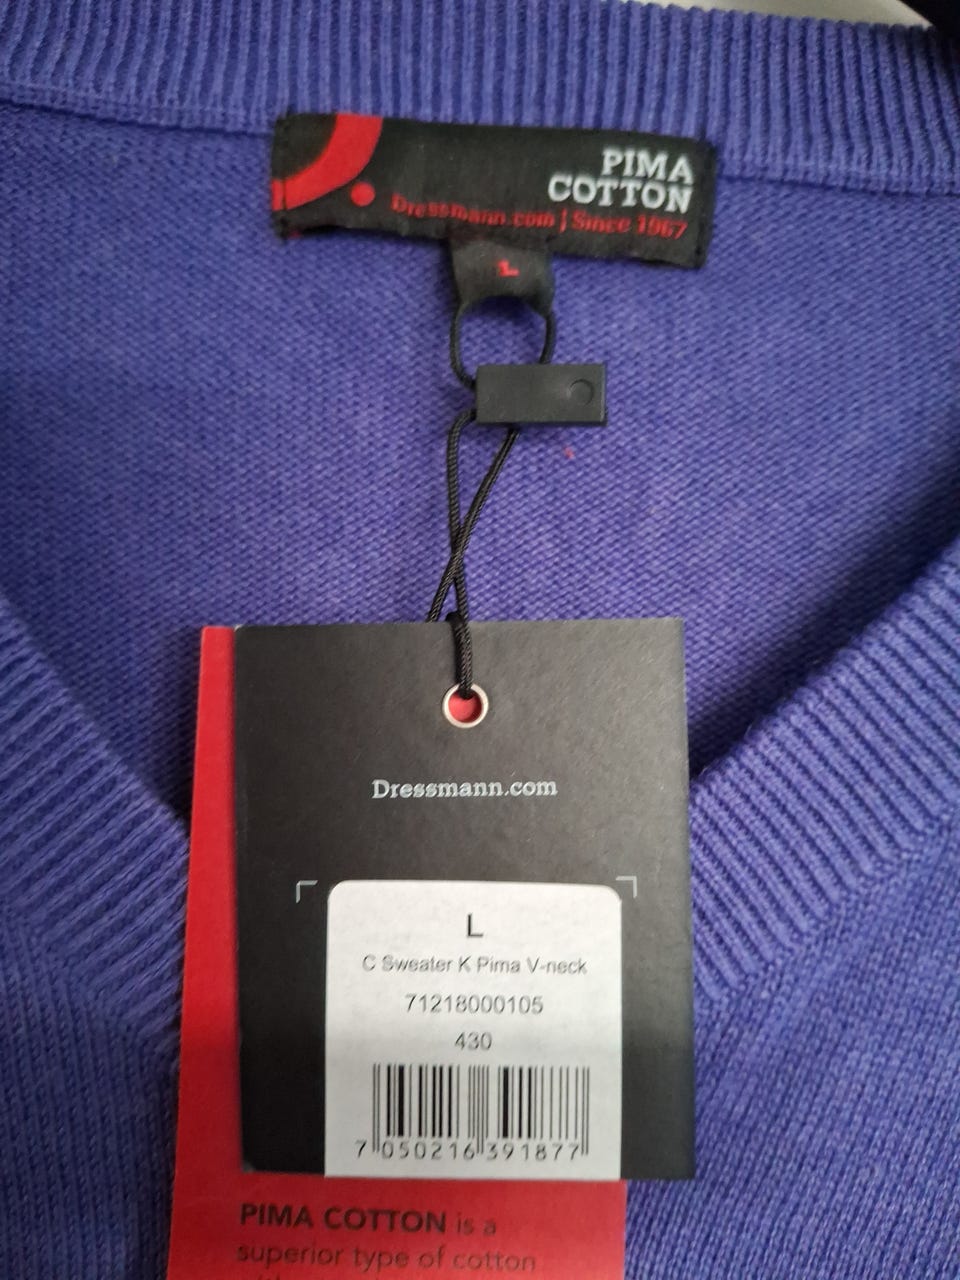 PIMA
COTTON
Dressmann.com | Since 1967
L
Dressmann.com
L
C Sweater K Pima V-neck
71218000105
430
7 050216 391877
PIMA COTTON is a
superior type of cotton